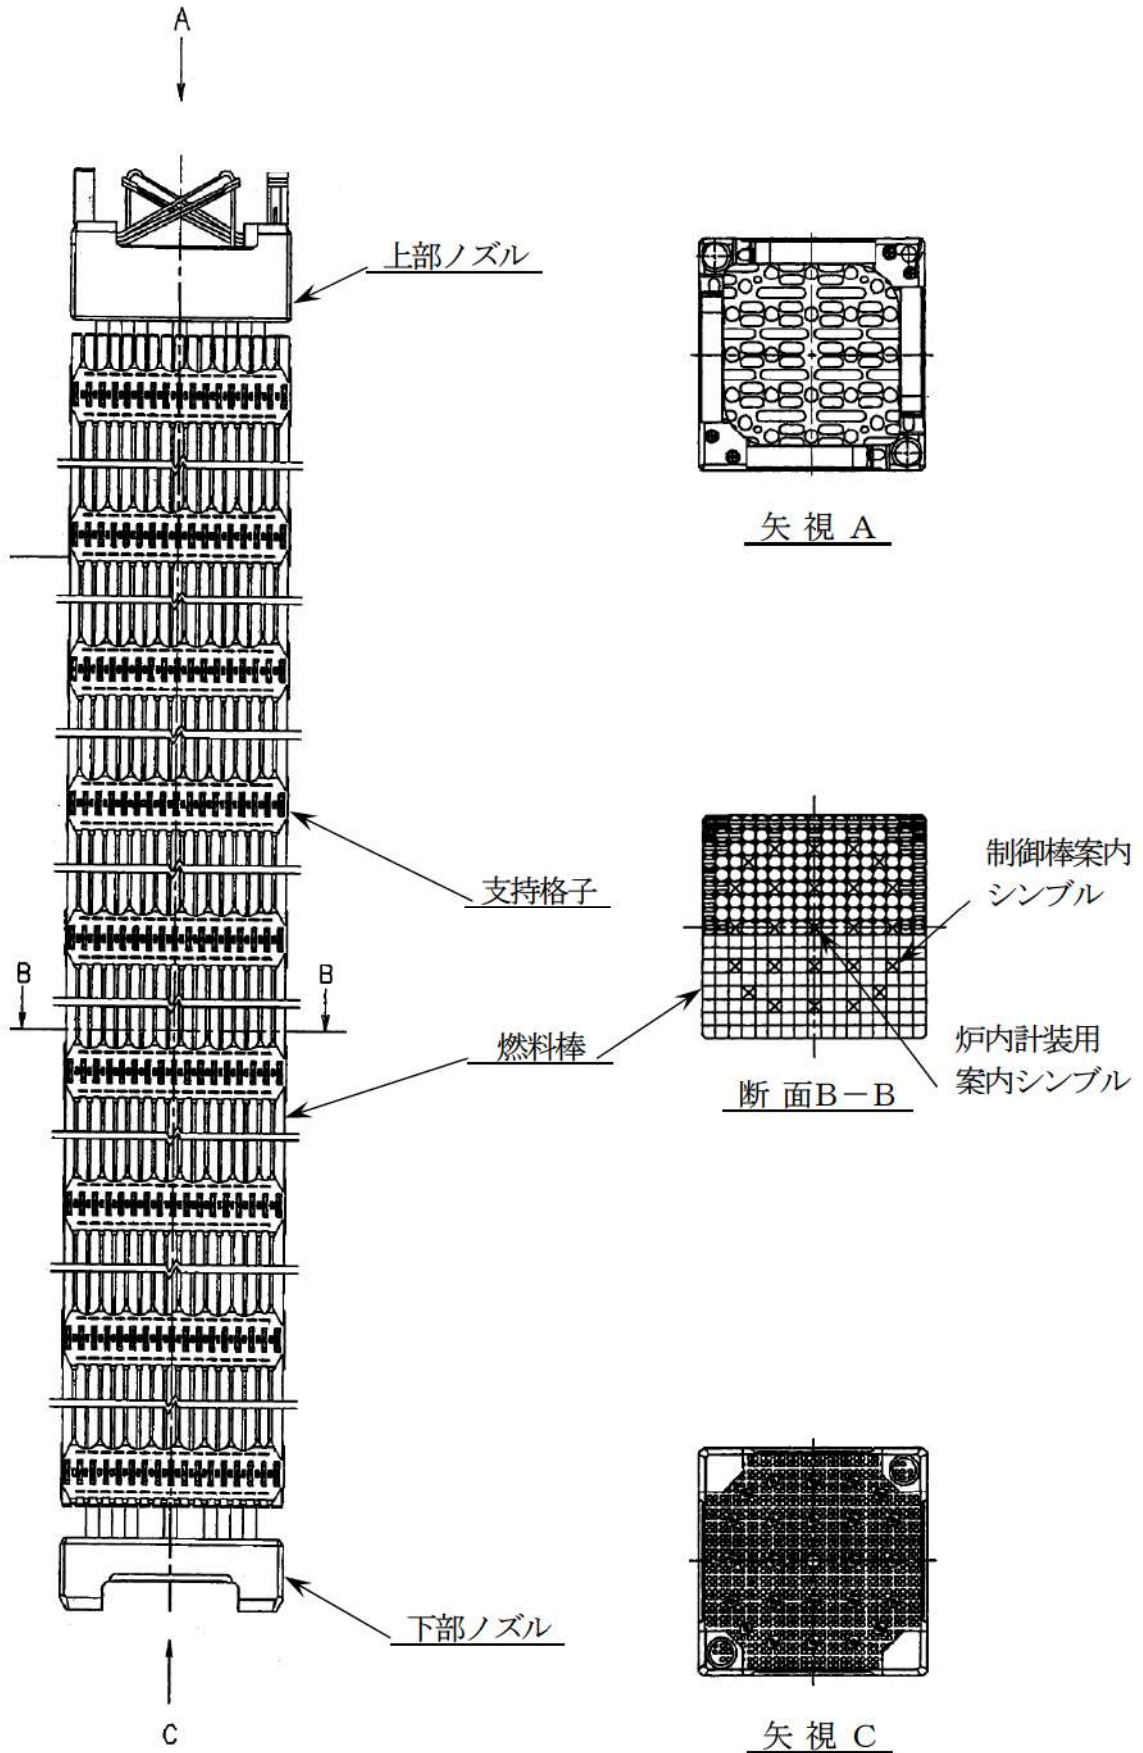 A
上部ノズル
矢視 A
支持格子
制御棒案内
シンブル
B
B
燃料棒
炉内計装用
案内シンブル
断面B-B
下部ノズル
C
矢視 C